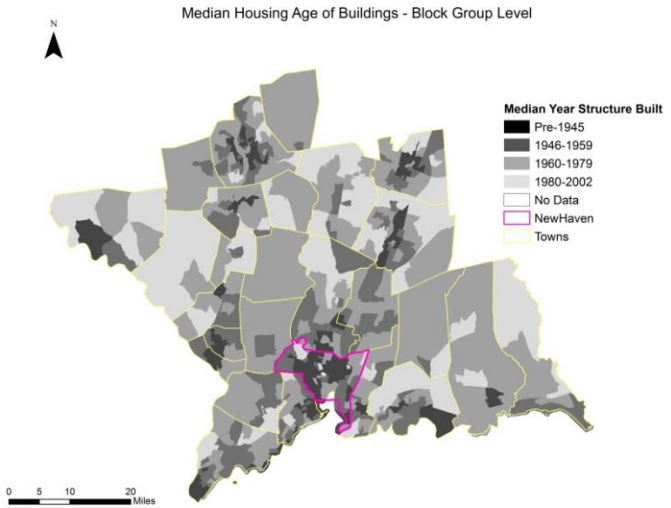 Median Housing Age of Buildings - Block Group Level
N
Median Year Structure Built
Pre-1945
1946-1959
1960-1979
1980-2002
No Data
NewHaven
Towns
0 5 10 20
Miles